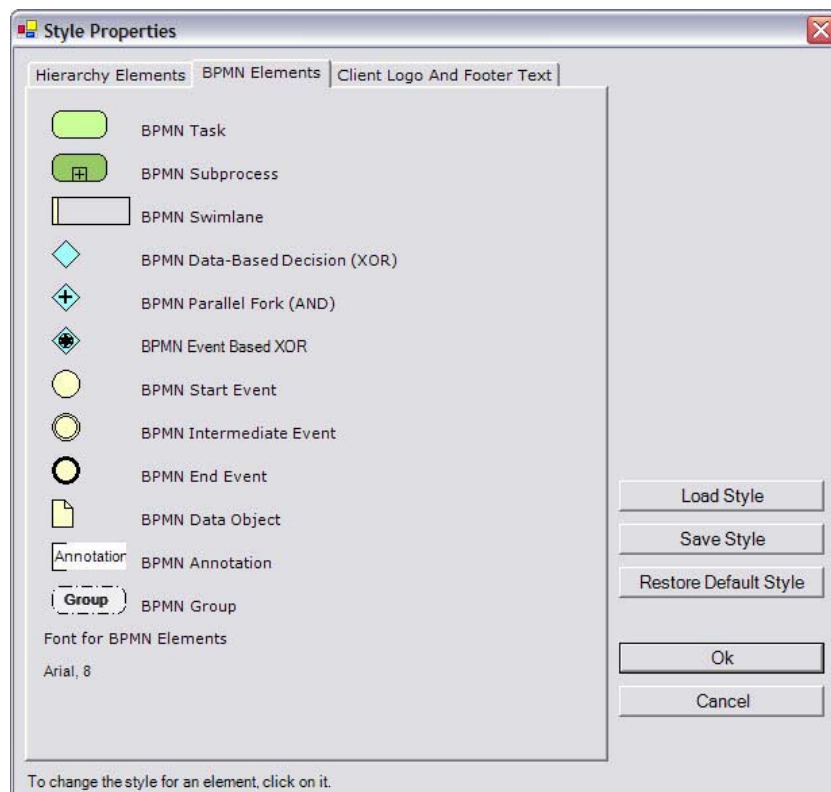 Style Properties
Hierarchy Elements BPMN Elements Client Logo And Footer Text
BPMN Task
BPMN Subprocess
BPMN Swimlane
BPMN Data-Based Decision (XOR)
BPMN Parallel Fork (AND)
BPMN Event Based XOR
BPMN Start Event
BPMN Intermediate Event
BPMN End Event
BPMN Data Object
Annotation BPMN Annotation
Group BPMN Group
Font for BPMN Elements
Arial, 8
Load Style
Save Style
Restore Default Style
Ok
Cancel
To change the style for an element, click on it.